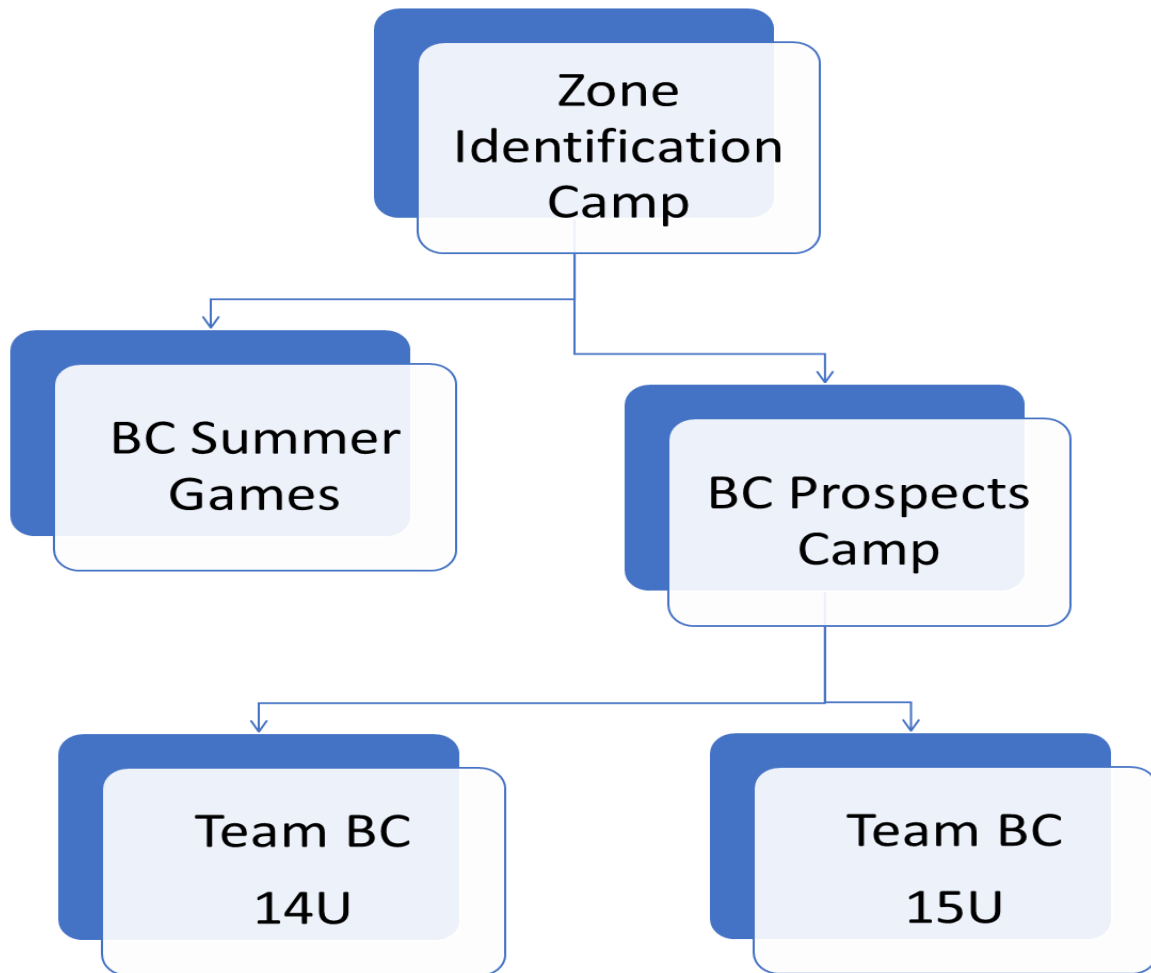 Zone
Identification
Camp
BC Summer
Games
BC Prospects
Camp
Team BC
14U
Team BC
15U